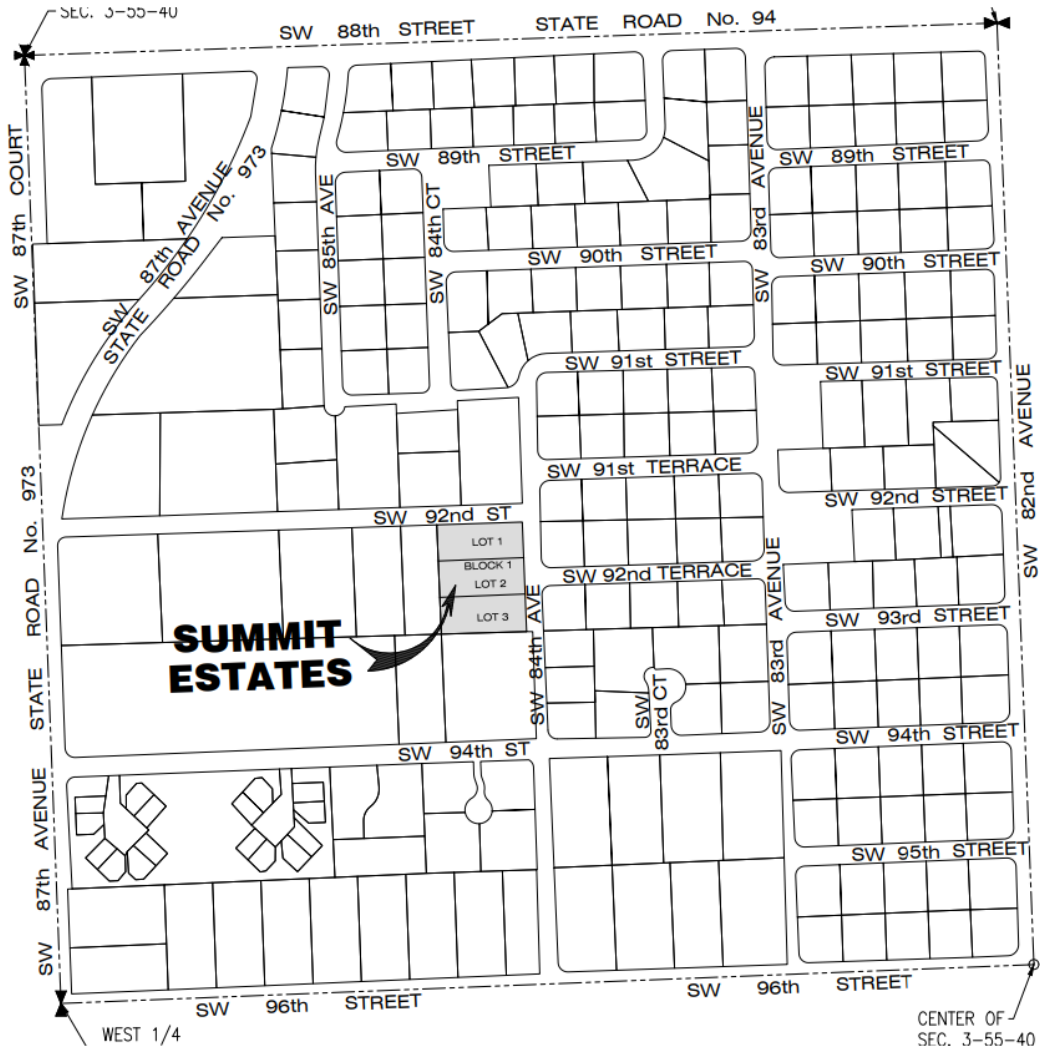 SEC. 3-55-40
SW 88th STREET STATE ROAD No. 94
SW 87th COURT
SW 87th AVENUE
STATE ROAD No. 973
SW 85th AVE
SW 84th CT
SW 89th STREET
SW 83rd AVENUE
SW 89th STREET
SW 90th STREET
SW 90th STREET
SW 91st STREET
SW 91st STREET
SW 91st TERRACE
SW 92nd STREET
SW 82nd AVENUE
SW 92nd ST
LOT 1
BLOCK 1
LOT 2
LOT 3
SUMMIT
ESTATES
SW 84th AVE
SW 92nd TERRACE
SW 83rd AVENUE
SW 93rd STREET
SW 83rd CT
SW 94th ST
SW 94th STREET
SW 95th STREET
SW 87th AVENUE STATE ROAD No. 973
SW 96th STREET
SW 96th STREET
WEST 1/4
CENTER OF
SEC. 3-55-40